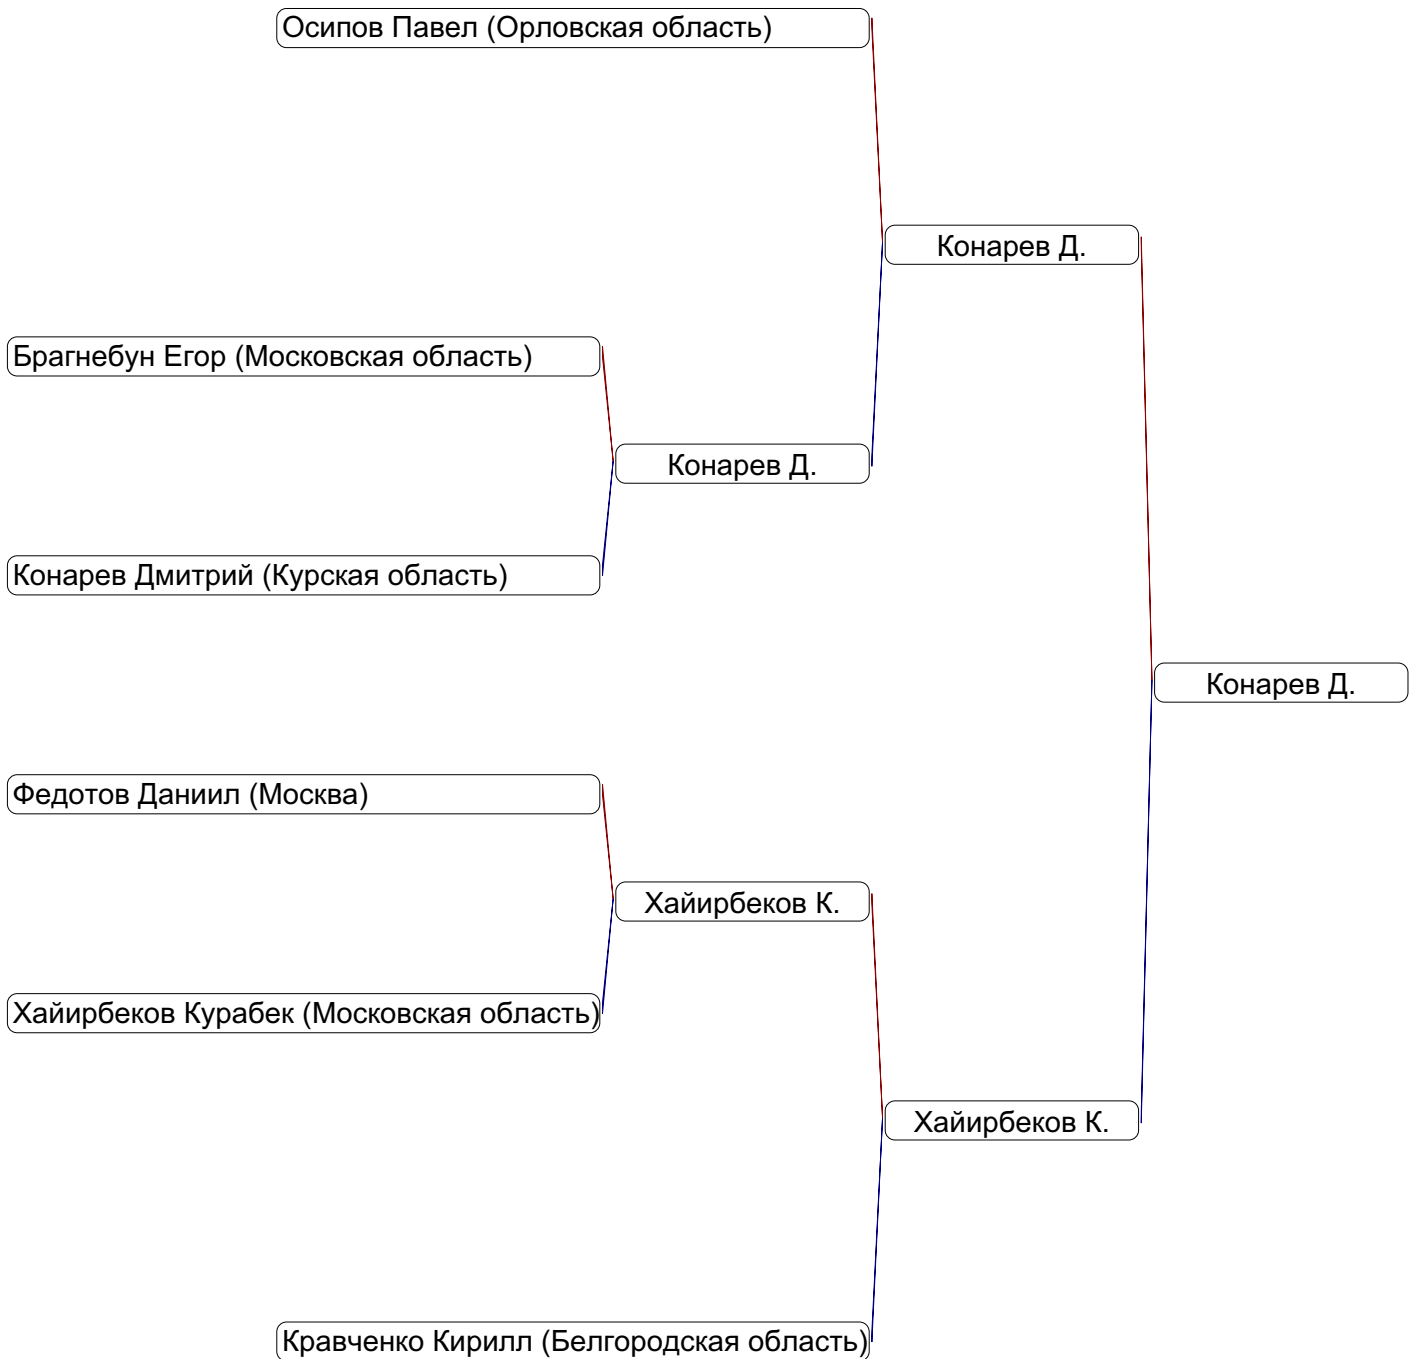 Осипов Павел (Орловская область)
Конарев Д.
Брагнебун Егор (Московская область)
Конарев Д.
Конарев Дмитрий (Курская область)
Конарев Д.
Федотов Даниил (Москва)
Хайирбеков К.
Хайирбеков Курабек (Московская область)
Хайирбеков К.
Кравченко Кирилл (Белгородская область)